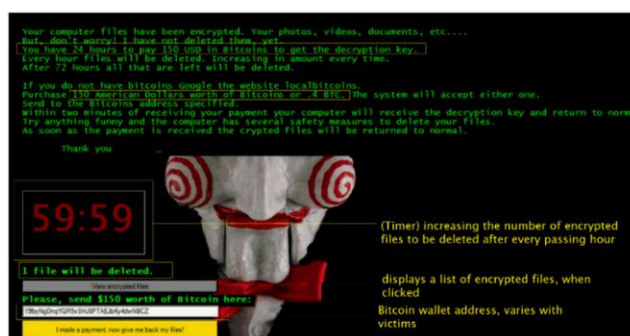 Your computer files have been encrypted. Your photos, videos, documents, etc....
But, don't worry! I have not deleted them, yet.
You have 24 hours to pay 150 USD in Bitcoins to get the decryption key.
Every hour files will be deleted. Increasing in amount every time.
After 72 hours all that are left will be deleted.
If you do not have bitcoins Google the website localbitcoins.
Purchase 150 American Dollars worth of Bitcoins or .4 BTC. The system will accept either one.
Send to the Bitcoins address specified.
Within two minutes of receiving your payment your computer will receive the decryption key and return to norm
Try anything funny and the computer has several safety measures to delete your files.
As soon as the payment is received the crypted files will be returned to normal.
Thank you
59:59
(Timer) increasing the number of encrypted
files to be deleted after every passing hour
1 file will be deleted.
View encrypted files
displays a list of encrypted files, when
clicked
Please, send $150 worth of Bitcoin here:
Bitcoin wallet address, varies with
victims
I made a payment, now give me back my files!